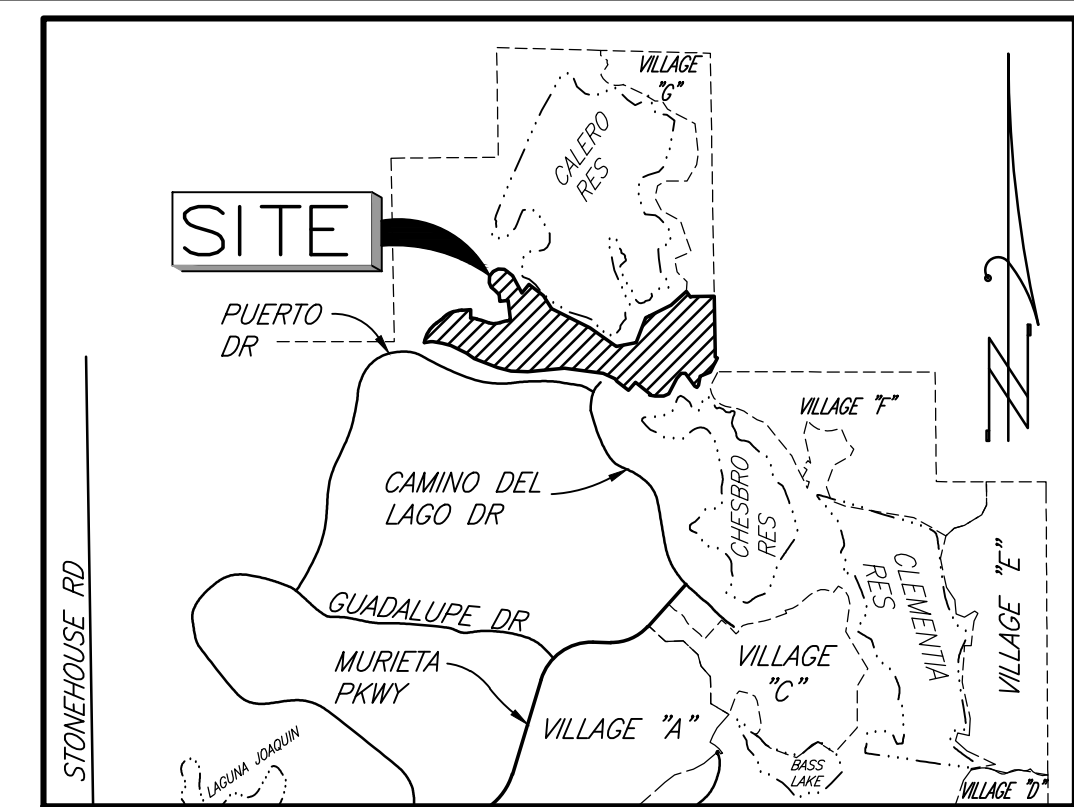 VILLAGE
"G"
CALERO
RES
SITE
PUERTO
DR
VILLAGE "F"
CAMINO DEL
LAGO DR
CHESBRO
RES
CLEMENTIA
RES
VILLAGE "E"
STONEHOUSE RD
GUADALUPE DR
MURIETA
PKWY
VILLAGE
"C"
VILLAGE "A"
LAGUNA JOAQUIN
BASS
LAKE
VILLAGE "D"
N